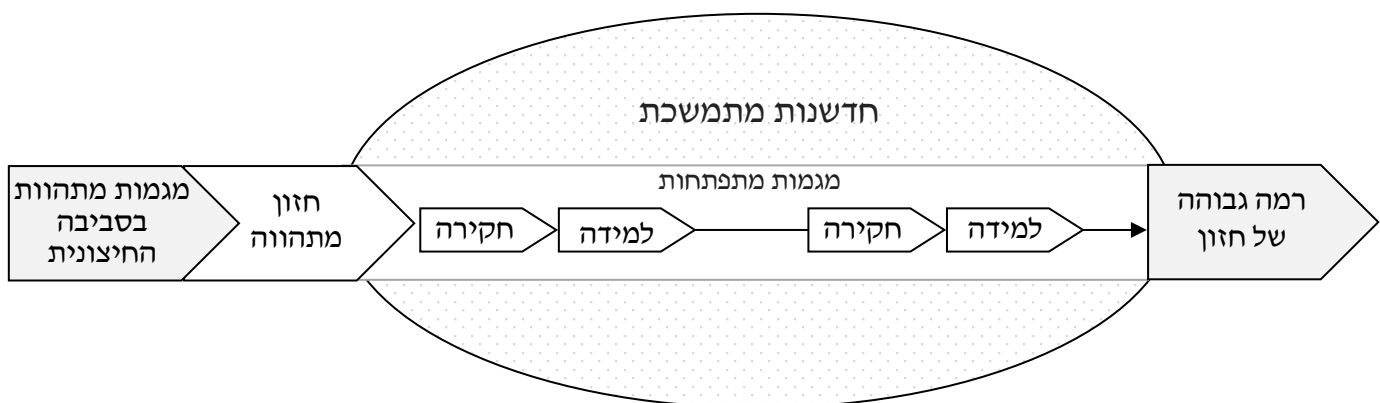 חדשנות מתמשכת
מגמות מתפתחות
מגמות מתהוות
בסביבה
החיצונית
חזון
מתהווה
חקירה
למידה
חקירה
למידה
רמה גבוהה
של חזון